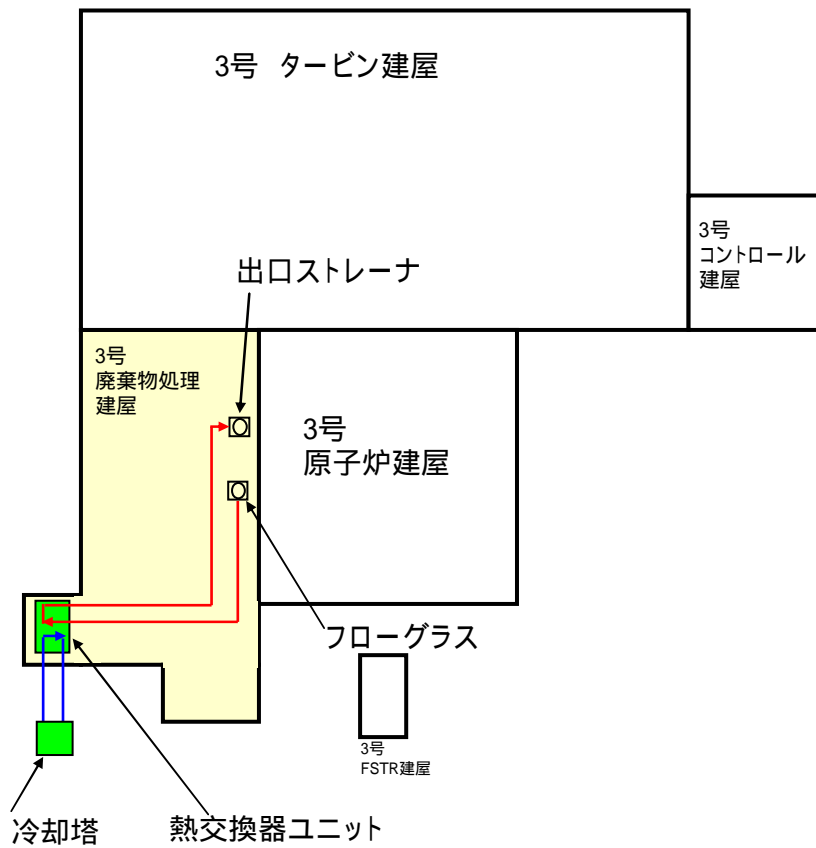 3号 タービン建屋
3号
コントロール
建屋
出口ストレーナ
3号
廃棄物処理
建屋
3号
原子炉建屋
フローグラス
3号
FSTR建屋
冷却塔
熱交換器ユニット